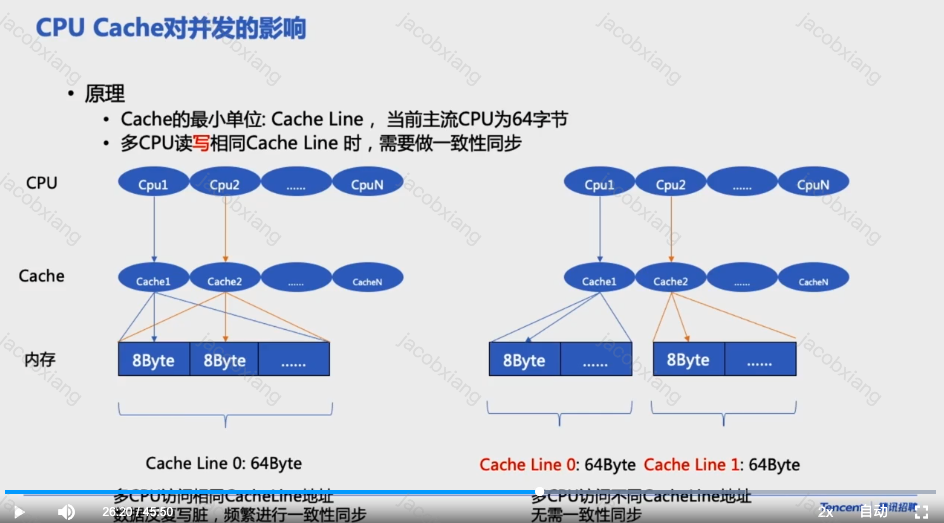 CPU Cache对并发的影响
• 原理
• Cache的最小单位: Cache Line， 当前主流CPU为64字节
• 多CPU读写相同Cache Line 时，需要做一致性同步
CPU Cpu1 Cpu2 ...... CpuN Cpu1 Cpu2 ...... CpuN
Cache Cache1 Cache2 ...... CacheN Cache1 Cache2 ...... CacheN
内存 8Byte 8Byte ...... 8Byte ...... 8Byte ......
Cache Line 0: 64Byte Cache Line 0: 64Byte Cache Line 1: 64Byte
多CPU访问相同CacheLine地址 多CPU访问不同CacheLine地址
数据反复写脏，频繁进行一致性同步 无需一致性同步
26:20 / 45:50 2x 自动
Tencent 腾讯招聘
jacobxiang